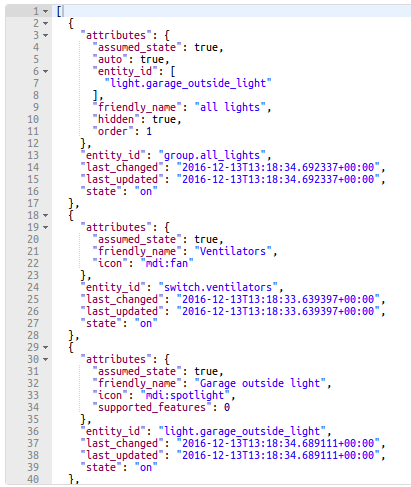 1 [
2 {
3 "attributes": {
4 "assumed_state": true,
5 "auto": true,
6 "entity_id": [
7 "light.garage_outside_light"
8 ],
9 "friendly_name": "all lights",
10 "hidden": true,
11 "order": 1
12 },
13 "entity_id": "group.all_lights",
14 "last_changed": "2016-12-13T13:18:34.692337+00:00",
15 "last_updated": "2016-12-13T13:18:34.692337+00:00",
16 "state": "on"
17 },
18 {
19 "attributes": {
20 "assumed_state": true,
21 "friendly_name": "Ventilators",
22 "icon": "mdi:fan"
23 },
24 "entity_id": "switch.ventilators",
25 "last_changed": "2016-12-13T13:18:33.639397+00:00",
26 "last_updated": "2016-12-13T13:18:33.639397+00:00",
27 "state": "on"
28 },
29 {
30 "attributes": {
31 "assumed_state": true,
32 "friendly_name": "Garage outside light",
33 "icon": "mdi:spotlight",
34 "supported_features": 0
35 },
36 "entity_id": "light.garage_outside_light",
37 "last_changed": "2016-12-13T13:18:34.689111+00:00",
38 "last_updated": "2016-12-13T13:18:34.689111+00:00",
39 "state": "on"
40 },